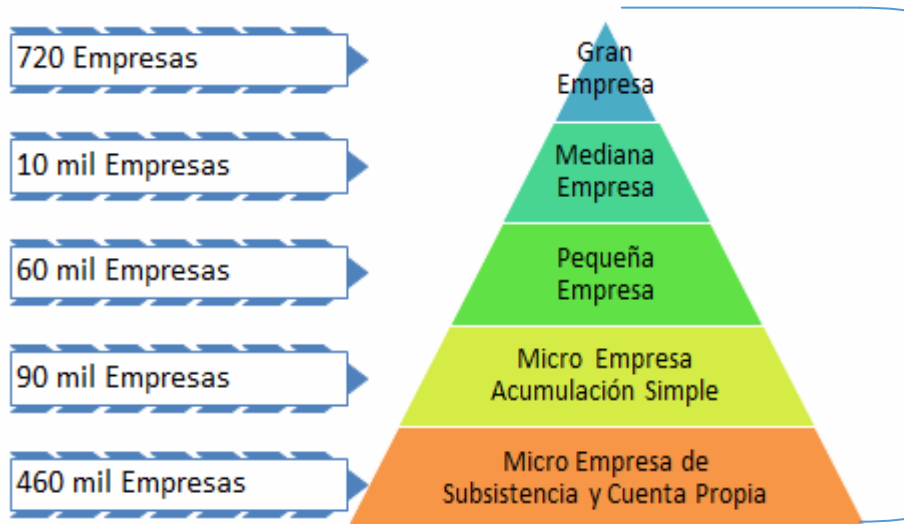 720 Empresas
Gran
Empresa
10 mil Empresas
Mediana
Empresa
60 mil Empresas
Pequeña
Empresa
90 mil Empresas
Micro Empresa
Acumulación Simple
460 mil Empresas
Micro Empresa de
Subsistencia y Cuenta Propia